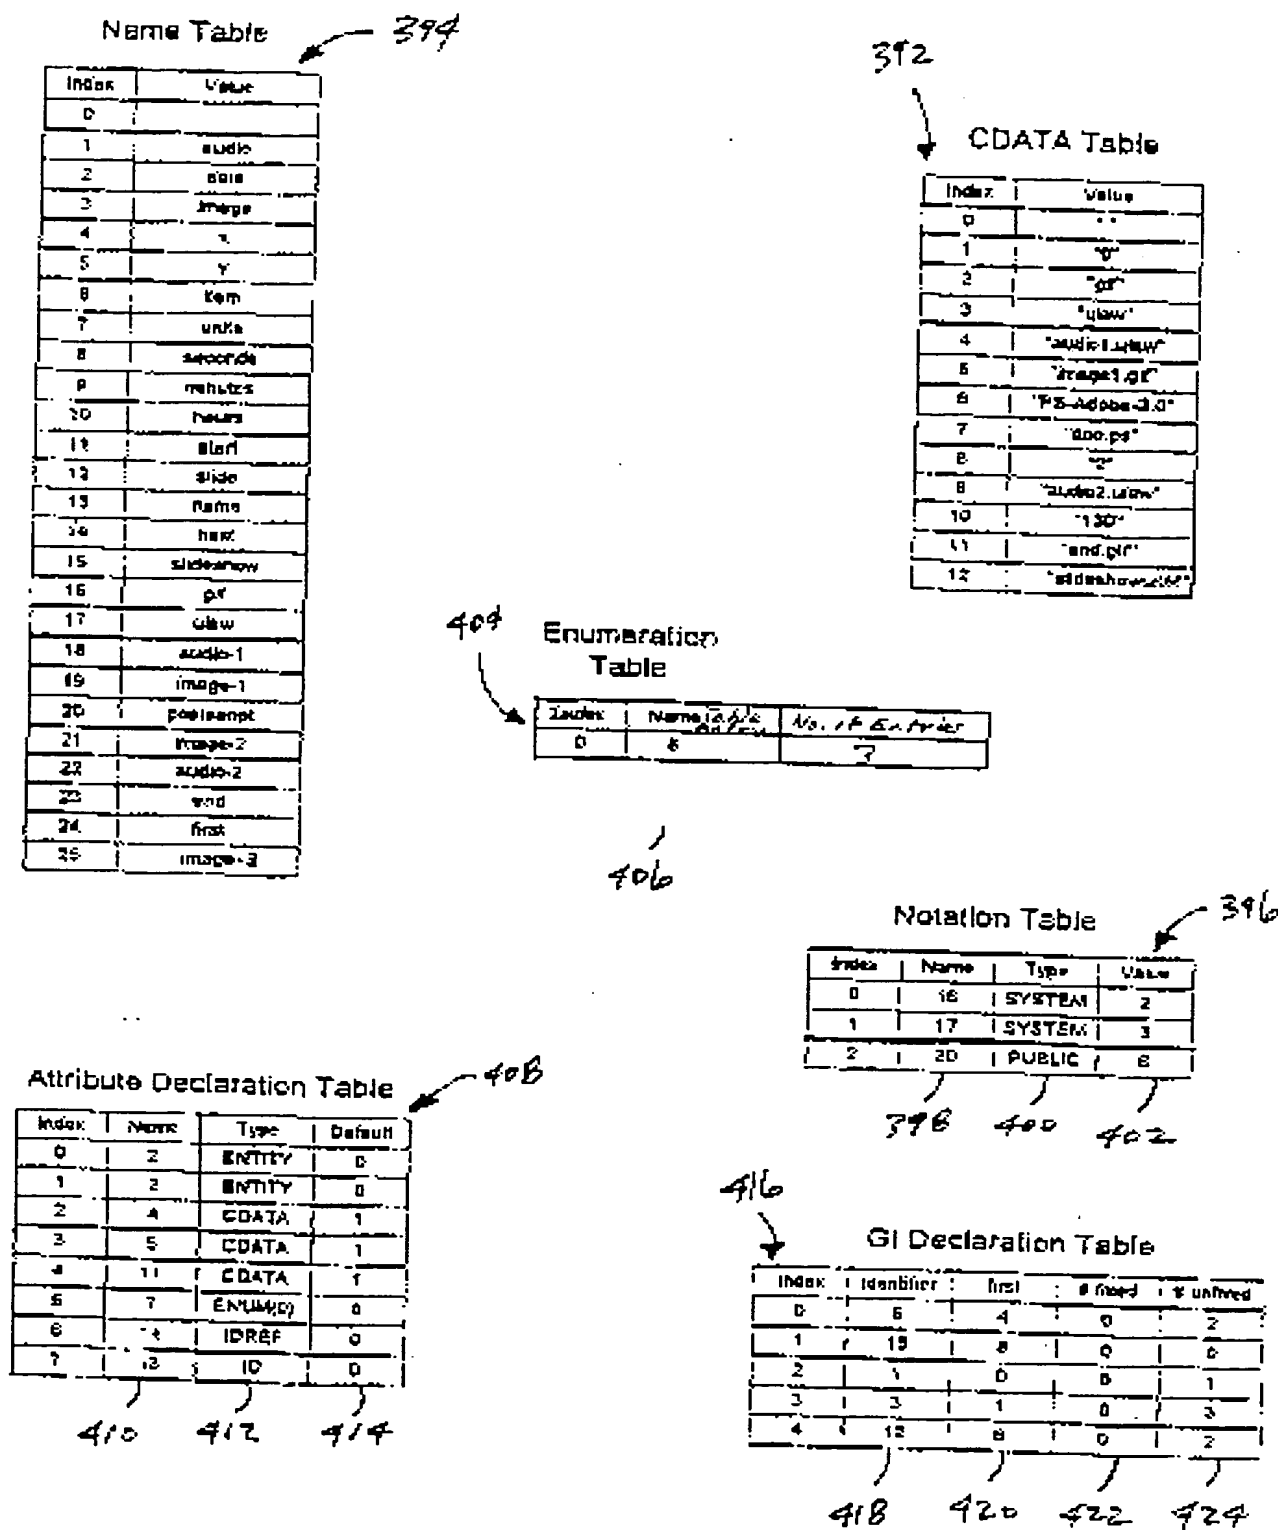 Name Table
394
Index Value
0
1 audio
2 data
3 image
4 x
5 y
6 item
7 units
8 seconds
9 minutes
10 hours
11 start
12 slide
13 name
14 next
15 slideshow
16 gif
17 ulaw
18 audio-1
19 image-1
20 postscript
21 image-2
22 audio-2
23 end
24 first
25 image-3
392
CDATA Table
Index Value
0 " "
1 "0"
2 "gif"
3 "ulaw"
4 "audio1.ulaw"
5 "image1.gif"
6 "PS-Adobe-3.0"
7 "doc.ps"
8 "2"
9 "audio2.ulaw"
10 "130"
11 "end.gif"
12
404
Enumeration
Table
Index Name Table Entry No. of Entries
0 8
406
Notation Table
396
Index Name Type Value
0 16 SYSTEM 2
1 17 SYSTEM 3
2 20 PUBLIC 6
398 400 402
Attribute Declaration Table
408
Index Name Type Default
0 2 ENTITY 0
1 2 ENTITY 0
2 4 CDATA 1
3 5 CDATA 1
4 11 CDATA 1
5 7 ENUM(0) 0
6 14 IDREF 0
7 13 ID 0
410 412 414
416
GI Declaration Table
Index Identifier first # fixed # unfixed
0 6 4 0 2
1 15 8 0 0
2 1 0 0 1
3 3 1 0 3
4 12 6 0 2
418 420 422 424